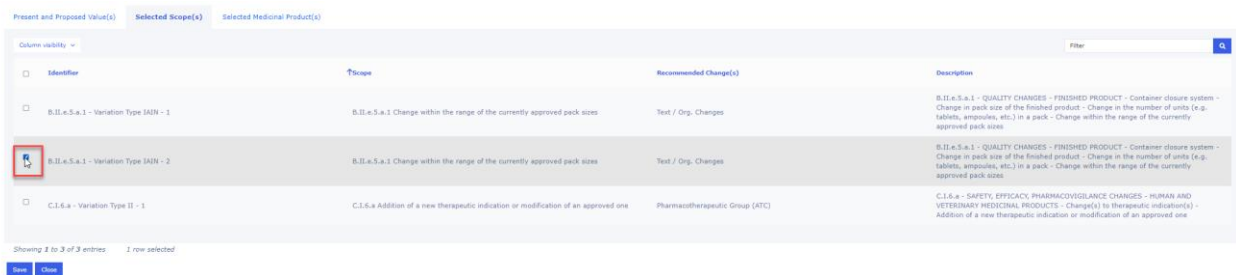 Present and Proposed Value(s) Selected Scope(s) Selected Medicinal Product(s)
Column visibility Filter
Identifier ↑Scope Recommended Change(s) Description
B.II.e.5.a.1 - Variation Type IAIN - 1 B.II.e.5.a.1 Change within the range of the currently approved pack sizes Text / Org. Changes
B.II.e.5.a.1 - QUALITY CHANGES - FINISHED PRODUCT - Container closure system -
Change in pack size of the finished product - Change in the number of units (e.g.
tablets, ampoules, etc.) in a pack - Change within the range of the currently
approved pack sizes
B.II.e.5.a.1 - Variation Type IAIN - 2 B.II.e.5.a.1 Change within the range of the currently approved pack sizes Text / Org. Changes
B.II.e.5.a.1 - QUALITY CHANGES - FINISHED PRODUCT - Container closure system -
Change in pack size of the finished product - Change in the number of units (e.g.
tablets, ampoules, etc.) in a pack - Change within the range of the currently
approved pack sizes
C.I.6.a - Variation Type II - 1 C.I.6.a Addition of a new therapeutic indication or modification of an approved one Pharmacotherapeutic Group (ATC)
C.I.6.a - SAFETY, EFFICACY, PHARMACOVIGILANCE CHANGES - HUMAN AND
VETERINARY MEDICINAL PRODUCTS - Change(s) to therapeutic indication(s) -
Addition of a new therapeutic indication or modification of an approved one
Showing 1 to 3 of 3 entries 1 row selected
Save Close